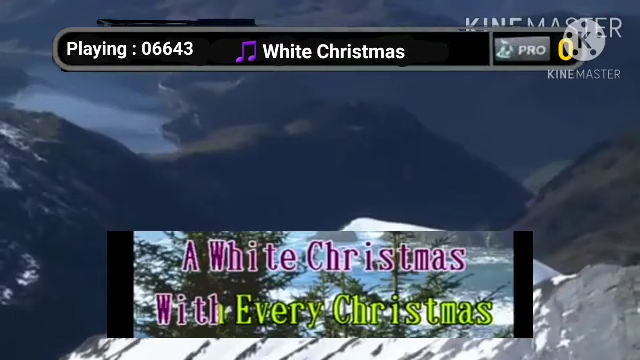 KINEMASTER
Playing : 06643
🎵 White Christmas
PRO
0
K
KINEMASTER
A White Christmas
With Every Christmas